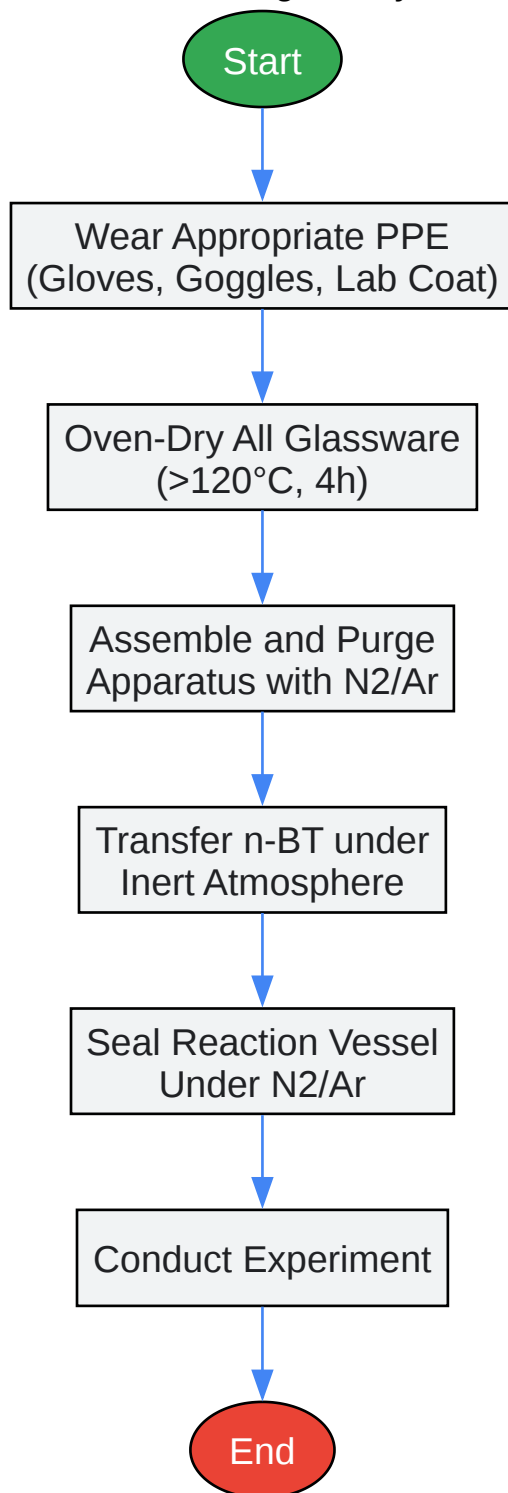 Start
Wear Appropriate PPE
(Gloves, Goggles, Lab Coat)
Oven-Dry All Glassware
(>120°C, 4h)
Assemble and Purge
Apparatus with N2/Ar
Transfer n-BT under
Inert Atmosphere
Seal Reaction Vessel
Under N2/Ar
Conduct Experiment
End